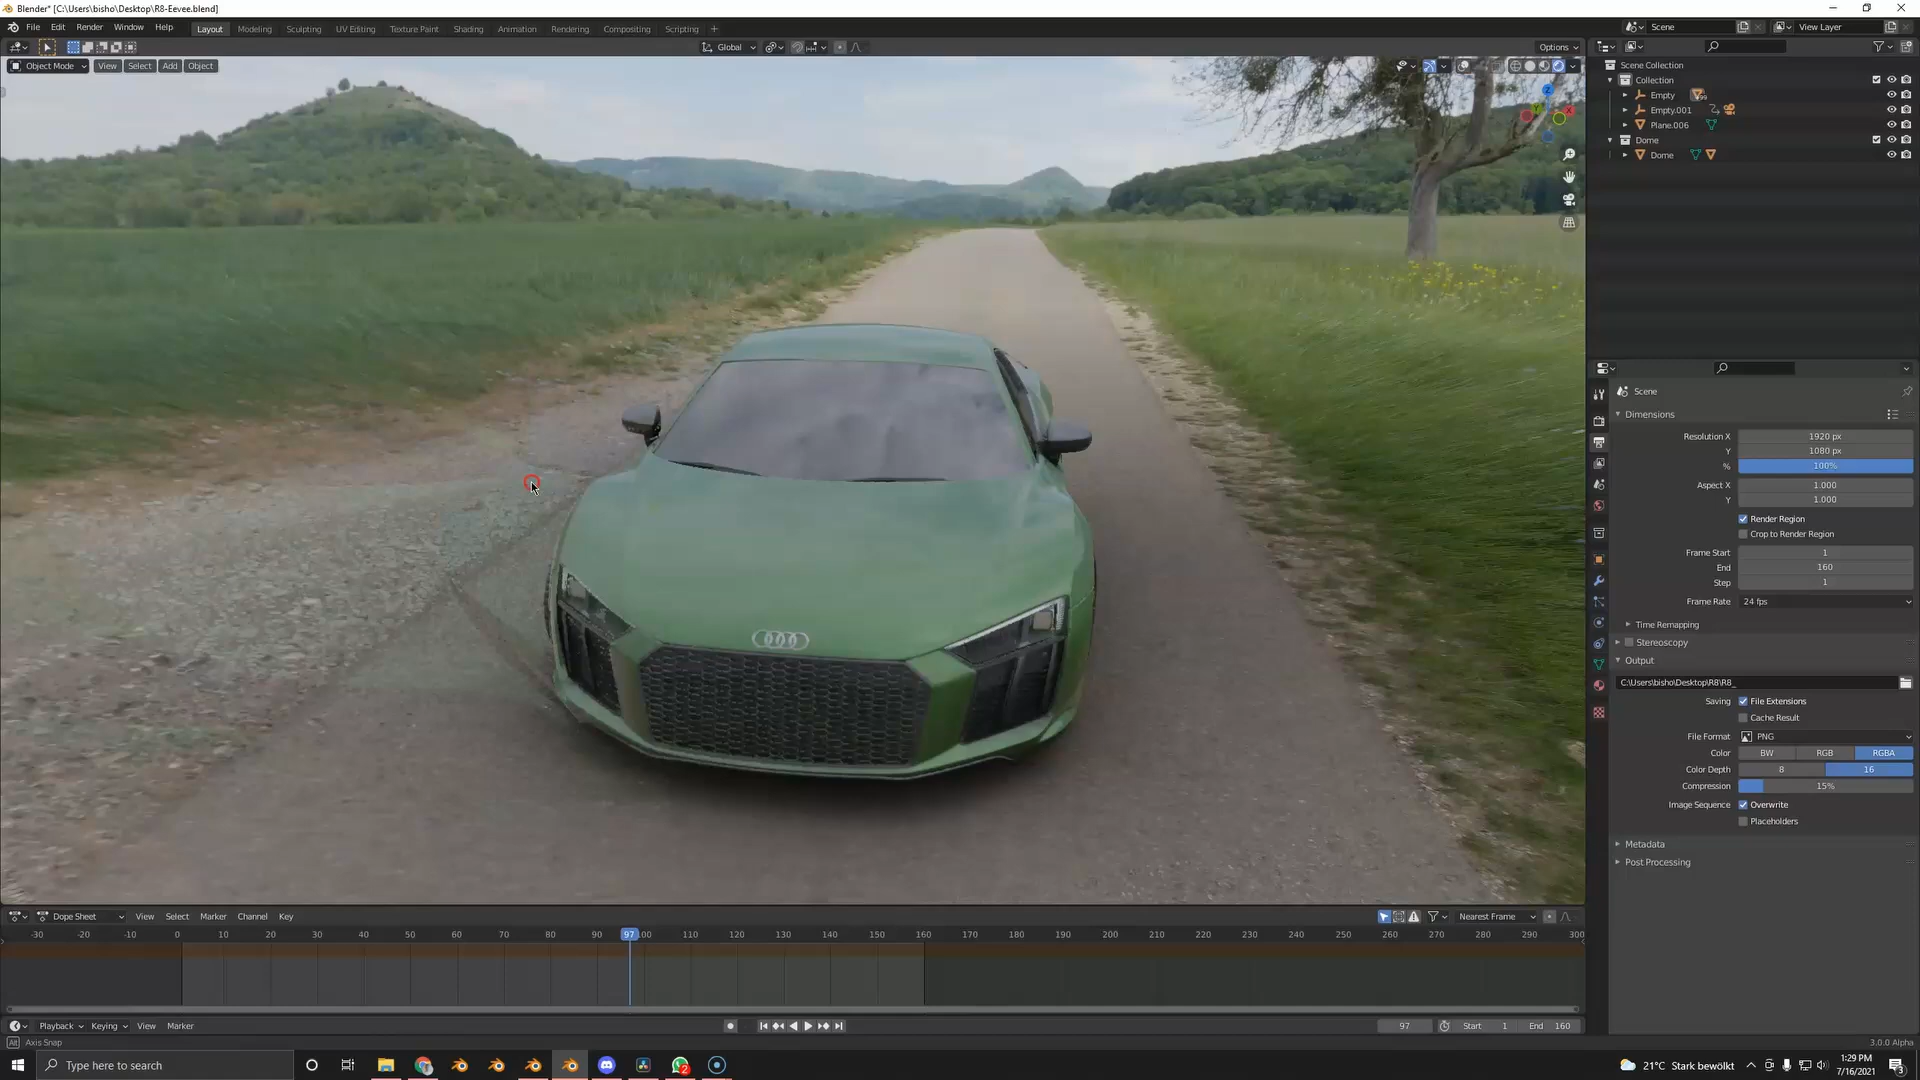 Blender* [C:\Users\bisho\Desktop\R8-Eevee.blend]
File Edit Render Window Help
Layout Modeling Sculpting UV Editing Texture Paint Shading Animation Rendering Compositing Scripting +
Scene View Layer
Global Options
Object Mode View Select Add Object
Z Y X
Scene Collection
Collection
Empty 99
Empty.001
Plane.006
Dome
Dome
Scene
Dimensions
Resolution X 1920 px
Y 1080 px
% 100%
Aspect X 1.000
Y 1.000
Render Region
Crop to Render Region
Frame Start 1
End 160
Step 1
Frame Rate 24 fps
Time Remapping
Stereoscopy
Output
C:\Users\bisho\Desktop\R8\R8_
Saving File Extensions
Cache Result
File Format PNG
Color BW RGB RGBA
Color Depth 8 16
Compression 15%
Image Sequence Overwrite
Placeholders
Metadata
Post Processing
Dope Sheet View Select Marker Channel Key Nearest Frame
-30 -20 -10 0 10 20 30 40 50 60 70 80 90 97 100 110 120 130 140 150 160 170 180 190 200 210 220 230 240 250 260 270 280 290 300
Playback Keying View Marker 97 Start 1 End 160
Alt Axis Snap 3.0.0 Alpha
Type here to search 2 21°C Stark bewölkt 1:29 PM
7/16/2021 3